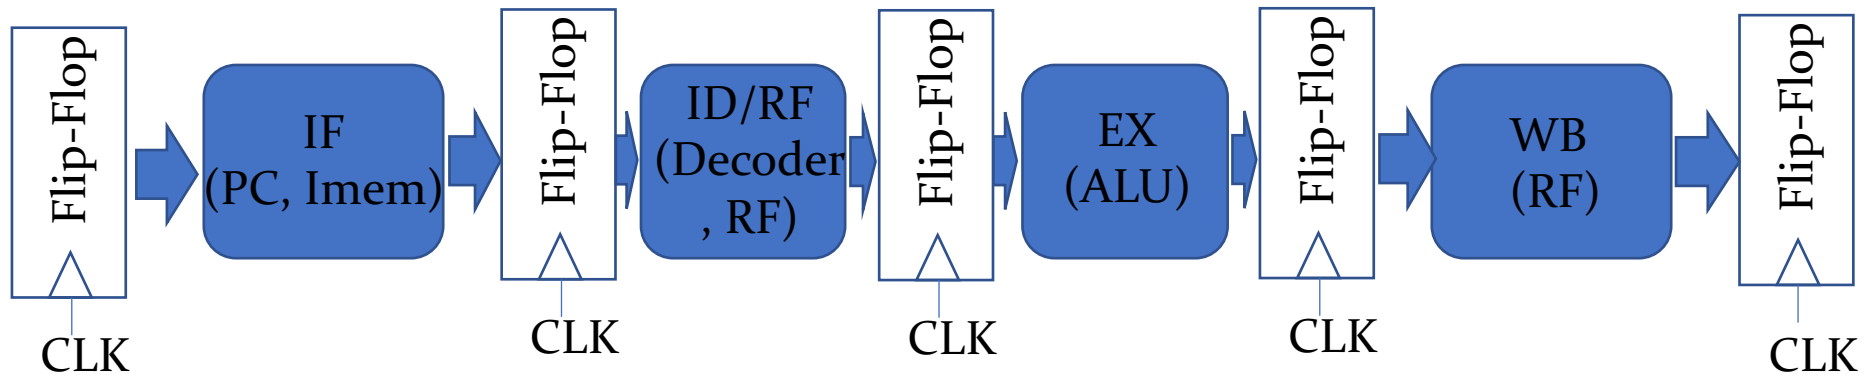 Flip-Flop
CLK
IF
(PC, Imem)
Flip-Flop
CLK
ID/RF
(Decoder
, RF)
Flip-Flop
CLK
EX
(ALU)
Flip-Flop
CLK
WB
(RF)
Flip-Flop
CLK